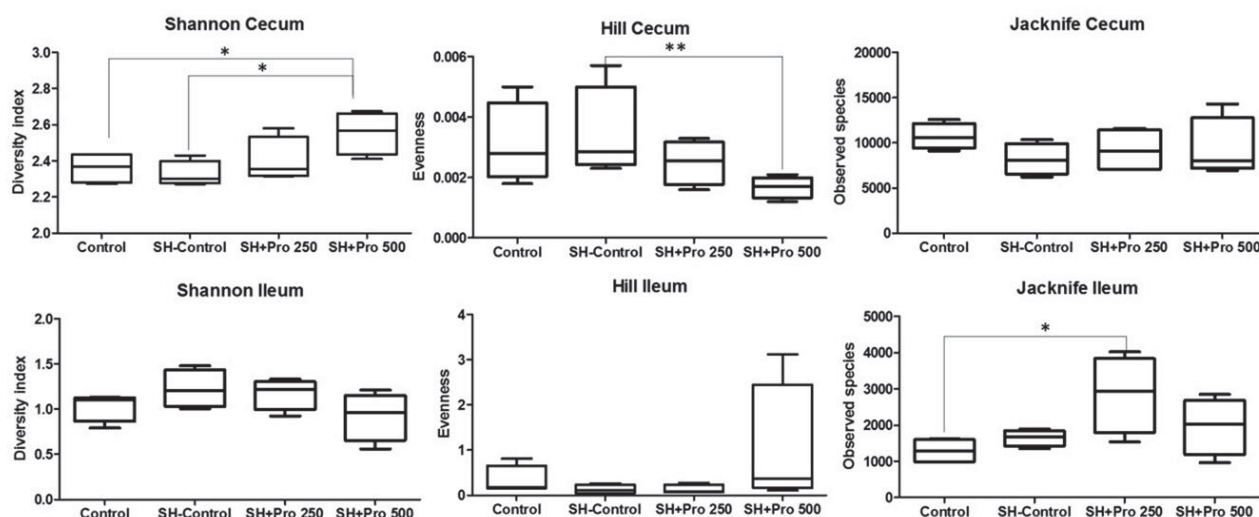 Shannon Cecum
Diversity index
3.0
2.8
2.6
2.4
2.2
2.0
*
*
Control SH-Control SH+Pro 250 SH+Pro 500
Hill Cecum
Evenness
0.006
0.004
0.002
0.000
**
Control SH-Control SH+Pro 250 SH+Pro 500
Jacknife Cecum
Observed species
20000
15000
10000
5000
0
Control SH-Control SH+Pro 250 SH+Pro 500
Shannon Ileum
Diversity index
2.0
1.5
1.0
0.5
0.0
Control SH-Control SH+Pro 250 SH+Pro 500
Hill Ileum
Evenness
4
3
2
1
0
Control SH-Control SH+Pro 250 SH+Pro 500
Jacknife Ileum
Observed species
5000
4000
3000
2000
1000
0
*
Control SH-Control SH+Pro 250 SH+Pro 500